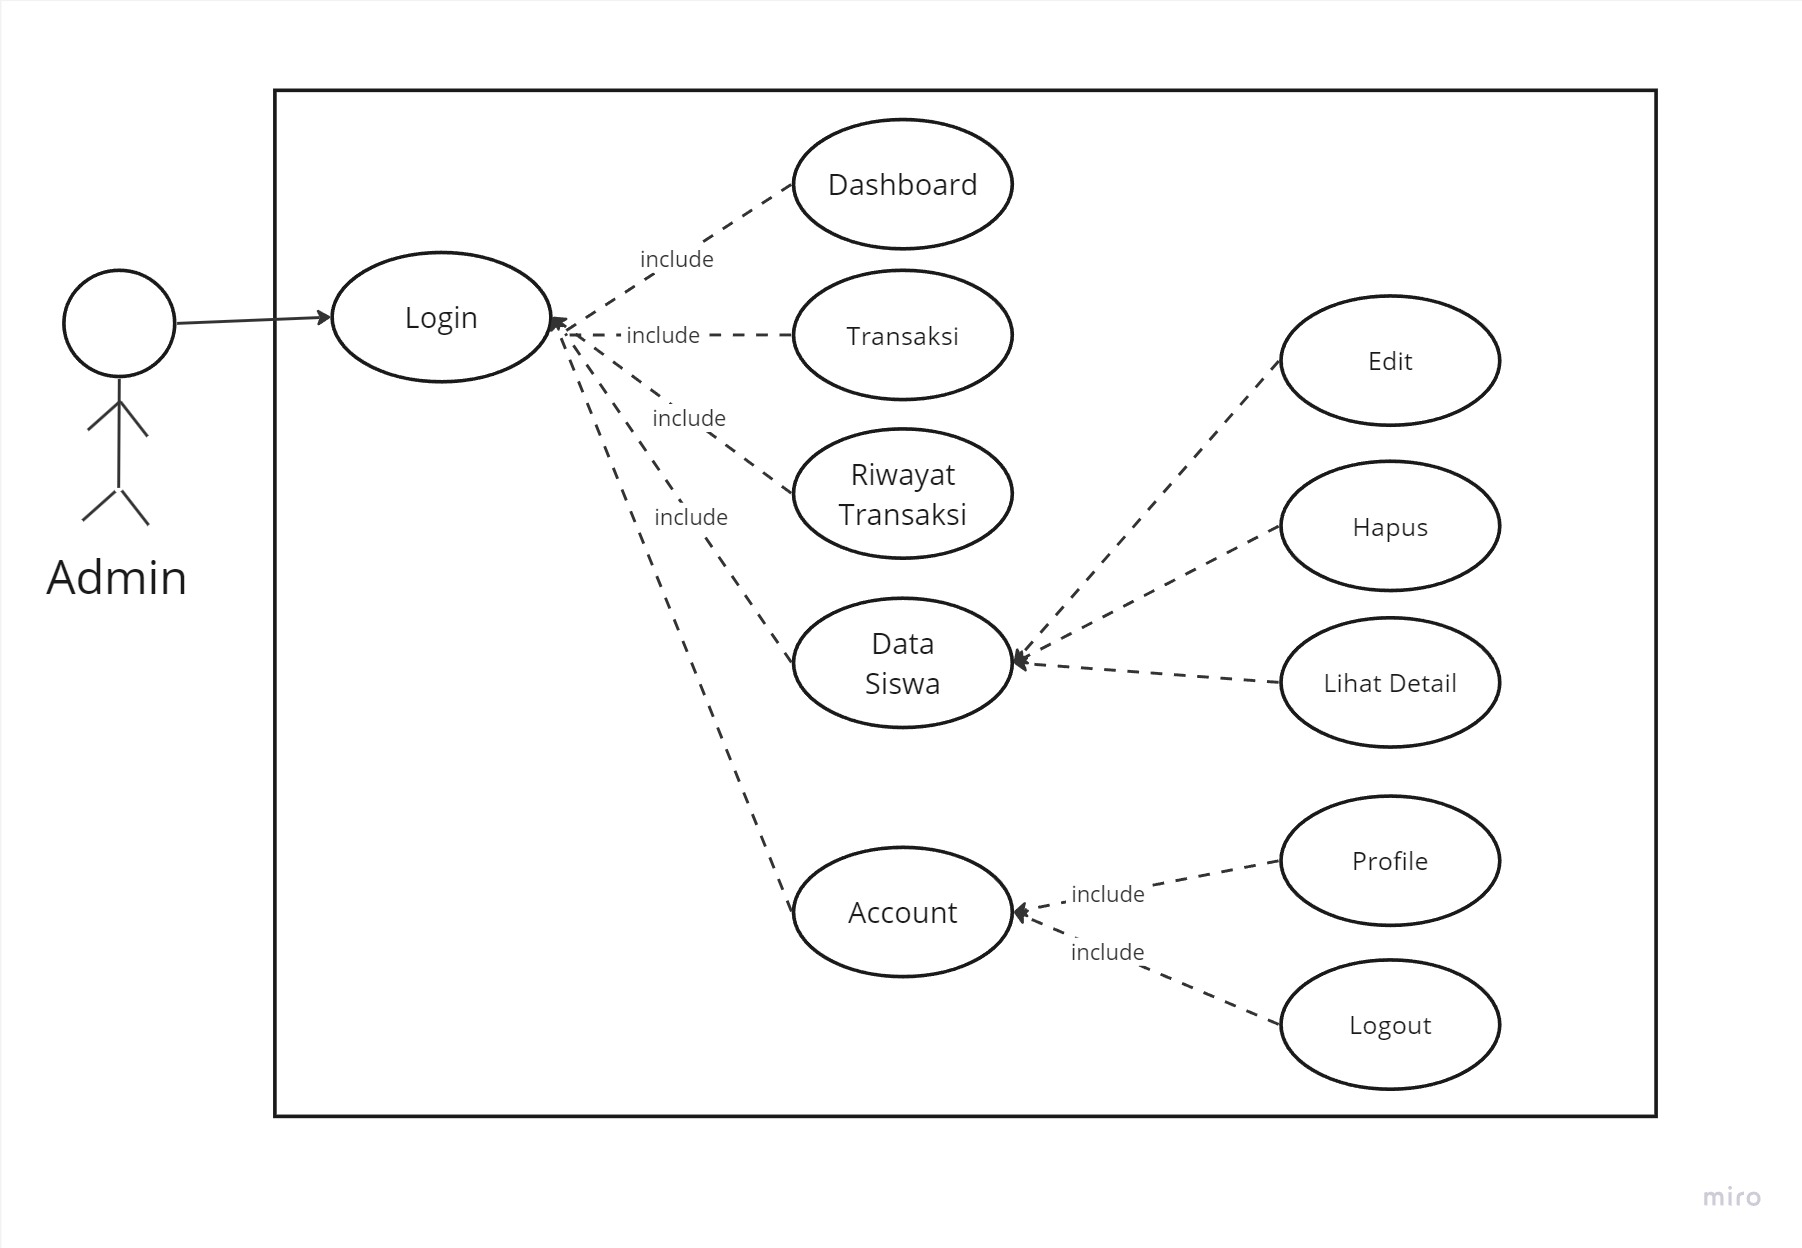 Dashboard
include
Login
include
Transaksi
Edit
include
Riwayat
Transaksi
include
Hapus
Admin
Data
Siswa
Lihat Detail
Profile
include
Account
include
Logout
miro